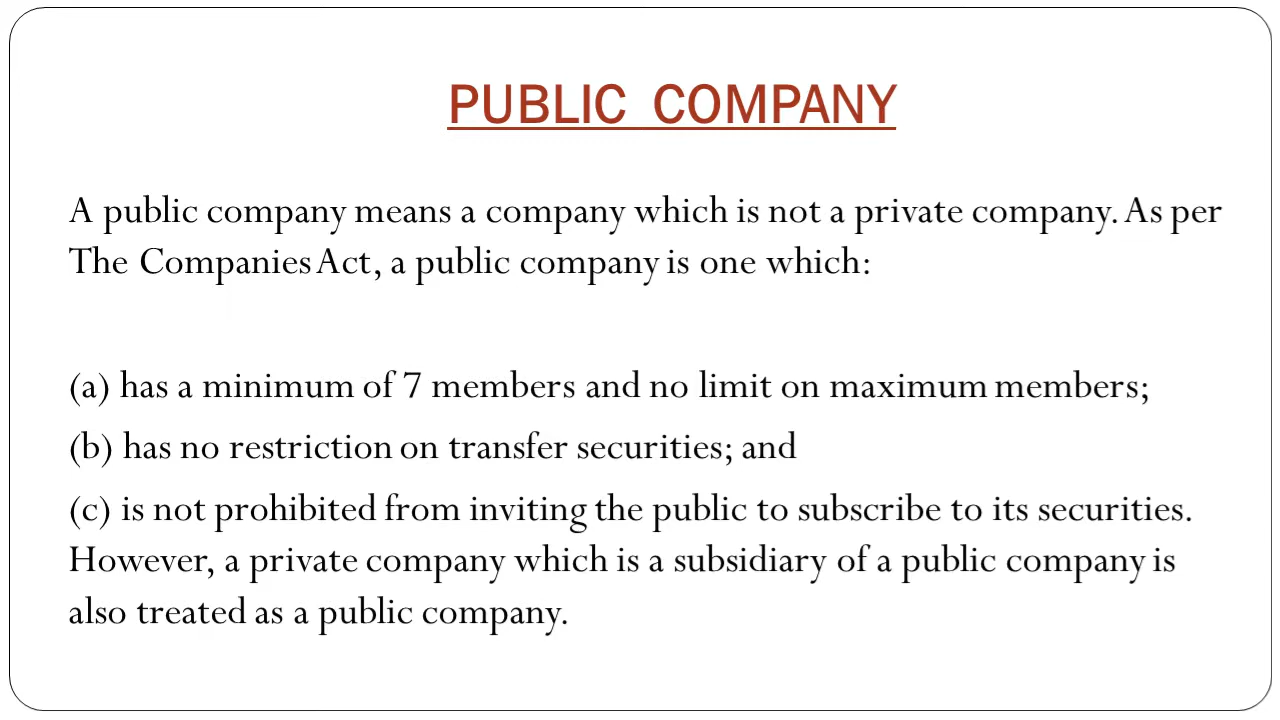 PUBLIC COMPANY
A public company means a company which is not a private company. As per
The Companies Act, a public company is one which:
(a) has a minimum of 7 members and no limit on maximum members;
(b) has no restriction on transfer securities; and
(c) is not prohibited from inviting the public to subscribe to its securities.
However, a private company which is a subsidiary of a public company is
also treated as a public company.